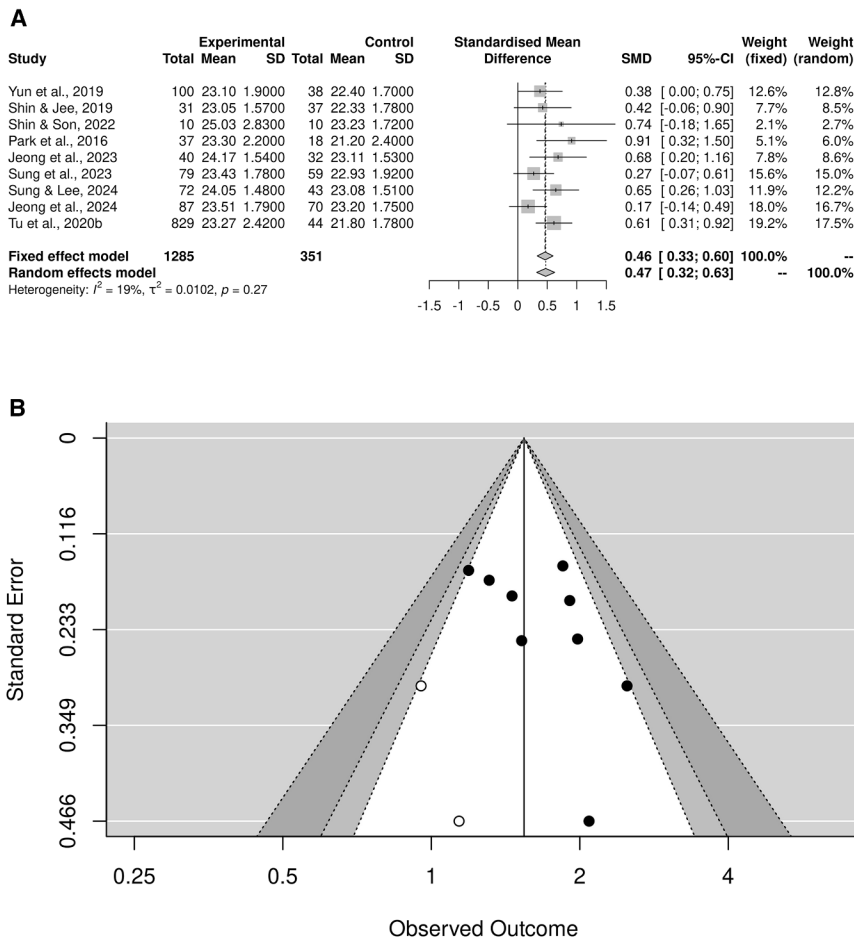 A
Experimental Control Standardised Mean Weight Weight
Study Total Mean SD Total Mean SD Difference SMD 95%-CI (fixed) (random)
Yun et al., 2019 100 23.10 1.9000 38 22.40 1.7000 0.38 [ 0.00; 0.75] 12.6% 12.8%
Shin & Jee, 2019 31 23.05 1.5700 37 22.33 1.7800 0.42 [-0.06; 0.90] 7.7% 8.5%
Shin & Son, 2022 10 25.03 2.8300 10 23.23 1.7200 0.74 [-0.18; 1.65] 2.1% 2.7%
Park et al., 2016 37 23.30 2.2000 18 21.20 2.4000 0.91 [ 0.32; 1.50] 5.1% 6.0%
Jeong et al., 2023 40 24.17 1.5400 32 23.11 1.5300 0.68 [ 0.20; 1.16] 7.8% 8.6%
Sung et al., 2023 79 23.43 1.7800 59 22.93 1.9200 0.27 [-0.07; 0.61] 15.6% 15.0%
Sung & Lee, 2024 72 24.05 1.4800 43 23.08 1.5100 0.65 [ 0.26; 1.03] 11.9% 12.2%
Jeong et al., 2024 87 23.51 1.7900 70 23.20 1.7500 0.17 [-0.14; 0.49] 18.0% 16.7%
Tu et al., 2020b 829 23.27 2.4200 44 21.80 1.7800 0.61 [ 0.31; 0.92] 19.2% 17.5%
Fixed effect model 1285 351 0.46 [ 0.33; 0.60] 100.0% --
Random effects model 0.47 [ 0.32; 0.63] -- 100.0%
Heterogeneity: I² = 19%, τ² = 0.0102, p = 0.27
-1.5 -1 -0.5 0 0.5 1 1.5
B
Standard Error
0
0.116
0.233
0.349
0.466
0.25 0.5 1 2 4
Observed Outcome